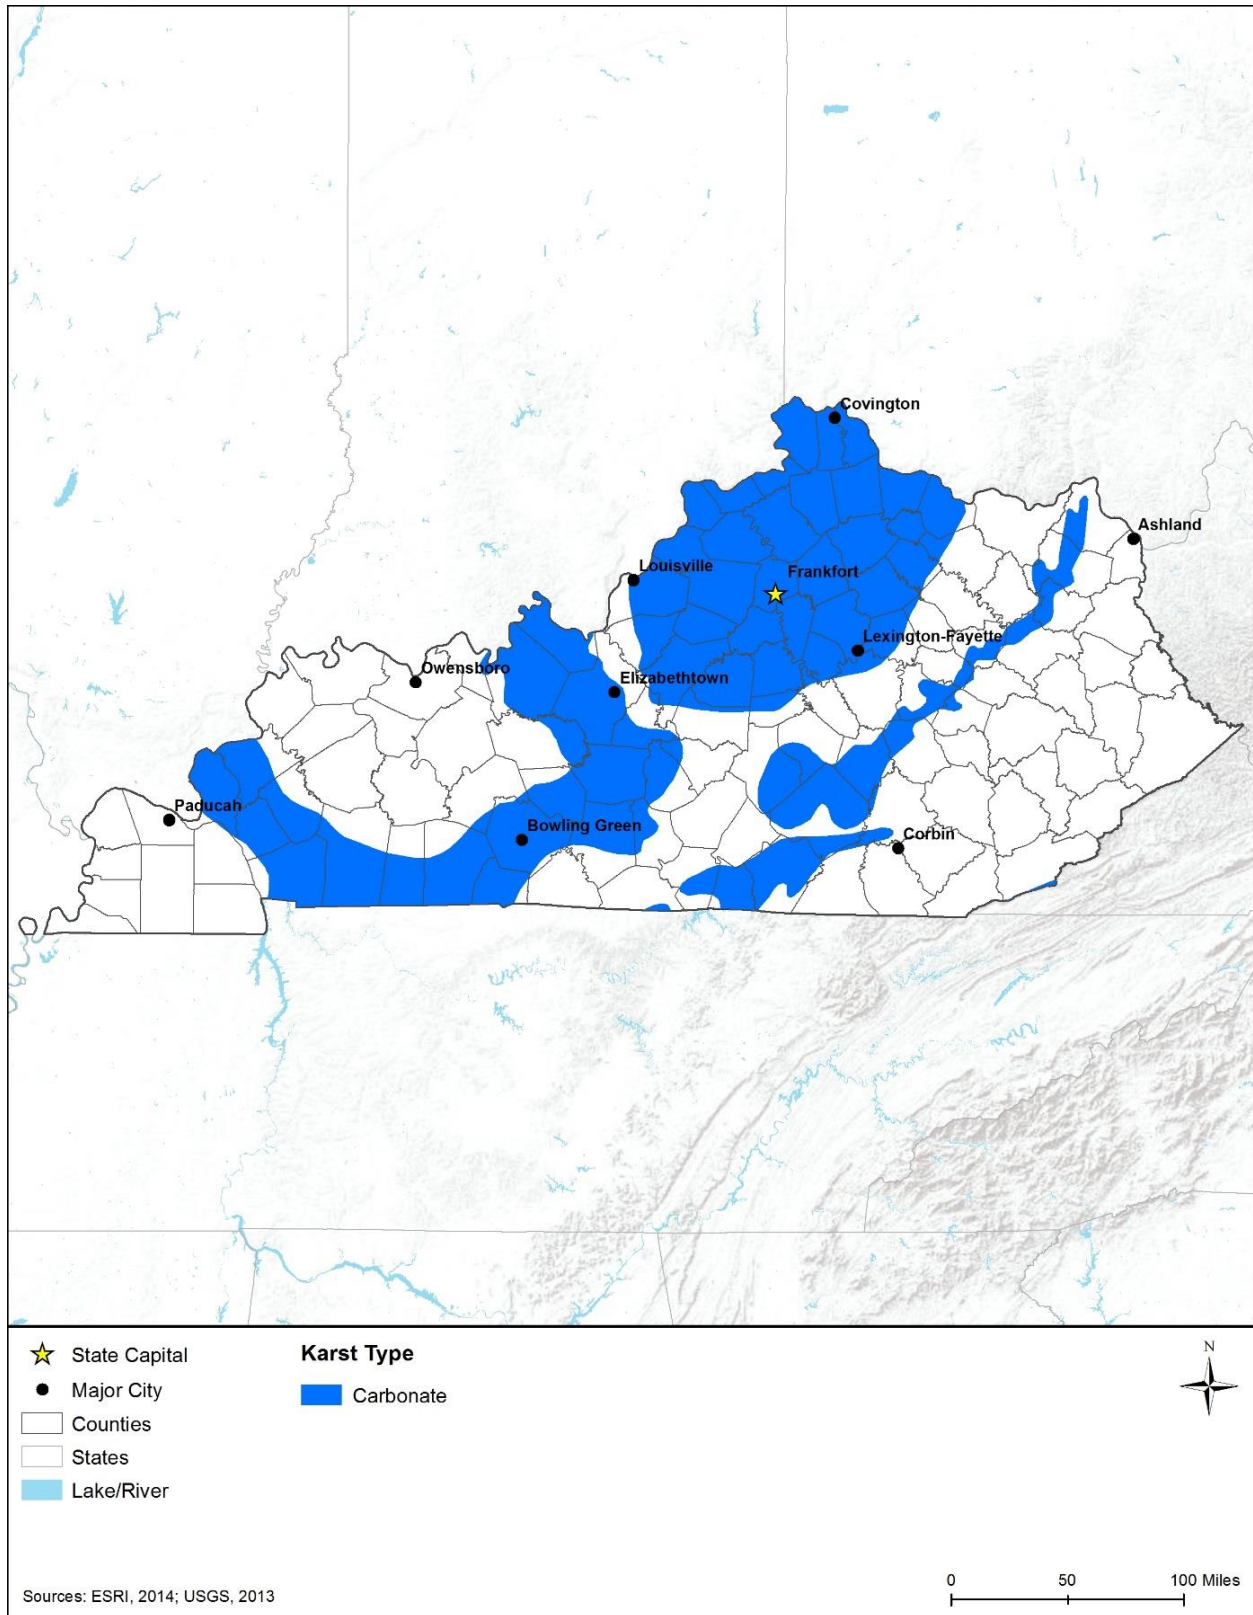 Covington
Ashland
Louisville
Frankfort
Lexington-Fayette
Owensboro
Elizabethtown
Paducah
Bowling Green
Corbin
State Capital
Major City
Counties
States
Lake/River
Karst Type
Carbonate
N
Sources: ESRI, 2014; USGS, 2013
0 50 100 Miles